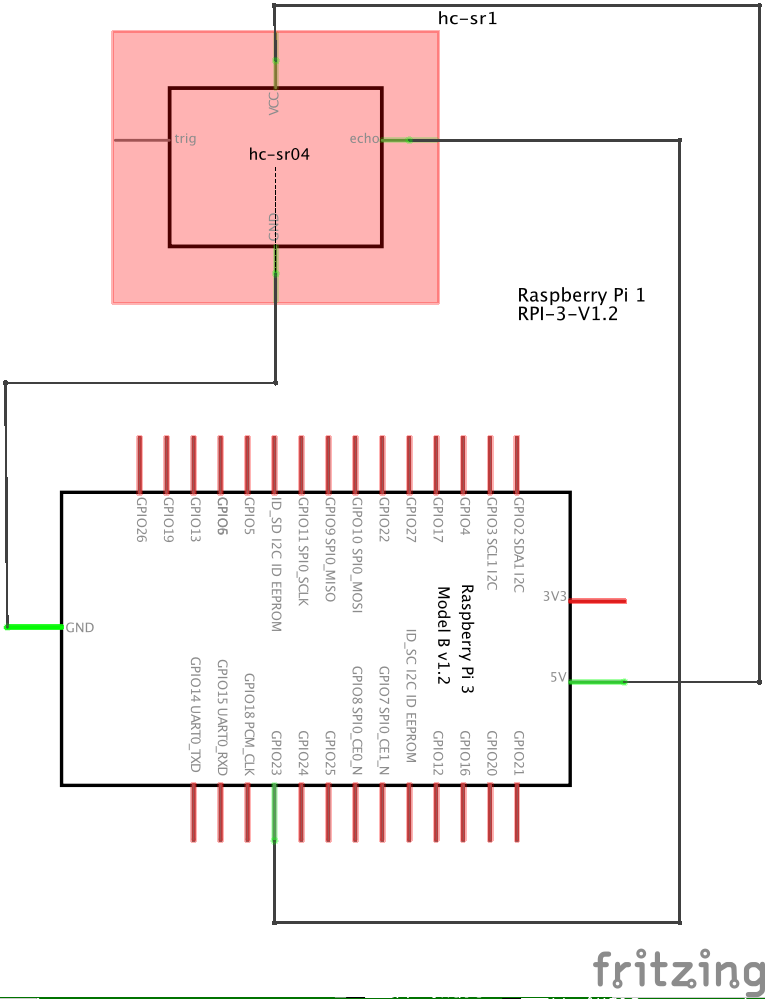 hc-sr1
VCC
trig
echo
hc-sr04
GND
Raspberry Pi 1
RPI-3-V1.2
GPIO26
GPIO19
GPIO13
GPIO6
GPIO5
ID_SD I2C ID EEPROM
GPIO11 SPI0_SCLK
GPIO9 SPI0_MISO
GIPO10 SPI0_MOSI
GPIO22
GPIO27
GPIO17
GPIO4
GPIO3 SCL1 I2C
GPIO2 SDA1 I2C
3V3
Raspberry Pi 3
Model B v1.2
GND
5V
GPIO14 UART0_TXD
GPIO15 UART0_RXD
GPIO18 PCM_CLK
GPIO23
GPIO24
GPIO25
GPIO8 SPI0_CE0_N
GPIO7 SPI0_CE1_N
ID_SC I2C ID EEPROM
GPIO12
GPIO16
GPIO20
GPIO21
fritzing